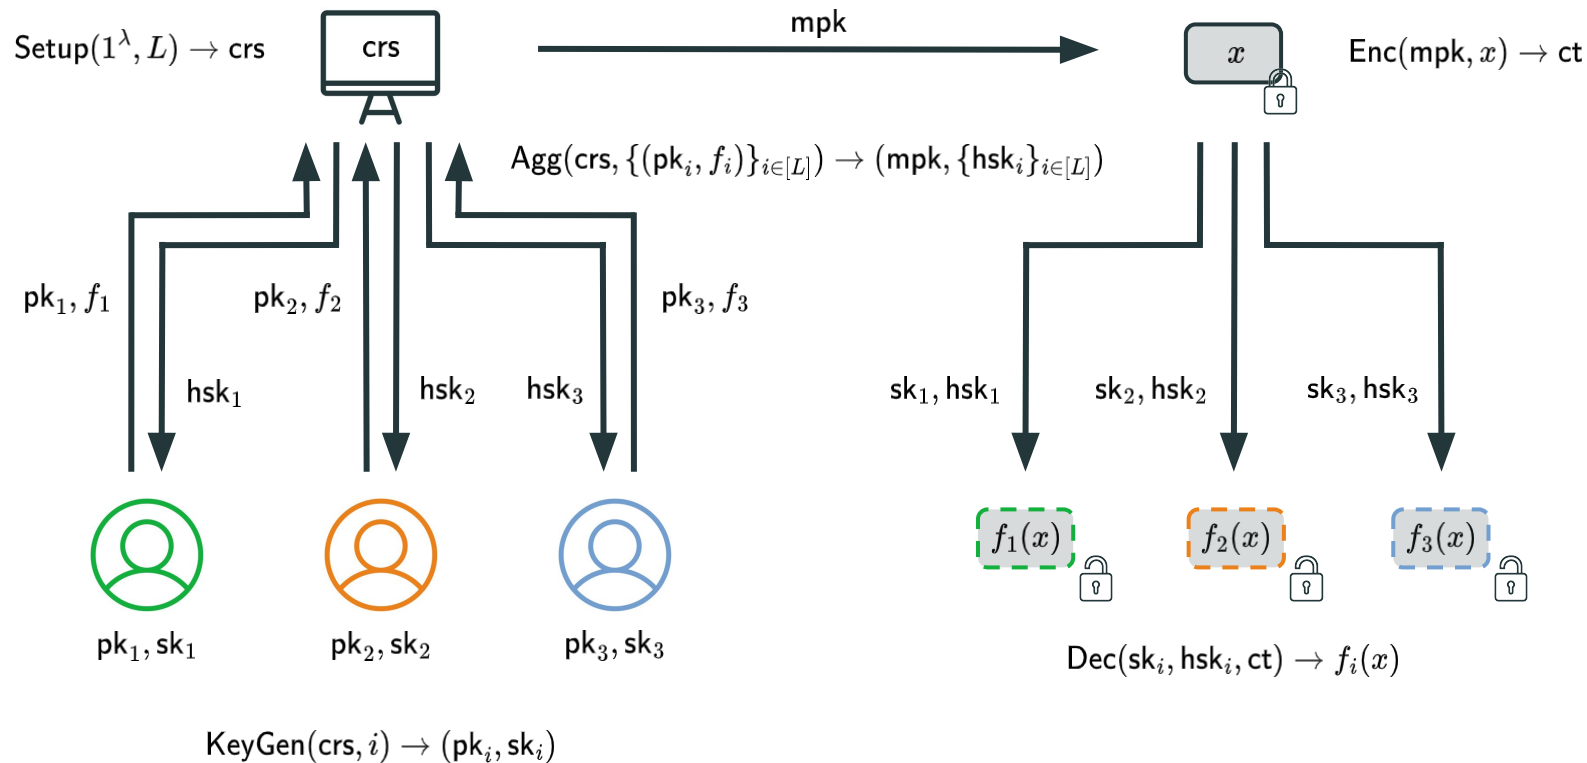 mpk
Setup(1^λ, L) → crs
crs
x
Enc(mpk, x) → ct
Agg(crs, {(pk_i, f_i)}_{i∈[L]}) → (mpk, {hsk_i}_{i∈[L]})
pk_1, f_1
pk_2, f_2
pk_3, f_3
hsk_1
hsk_2
hsk_3
sk_1, hsk_1
sk_2, hsk_2
sk_3, hsk_3
f_1(x)
f_2(x)
f_3(x)
pk_1, sk_1
pk_2, sk_2
pk_3, sk_3
Dec(sk_i, hsk_i, ct) → f_i(x)
KeyGen(crs, i) → (pk_i, sk_i)